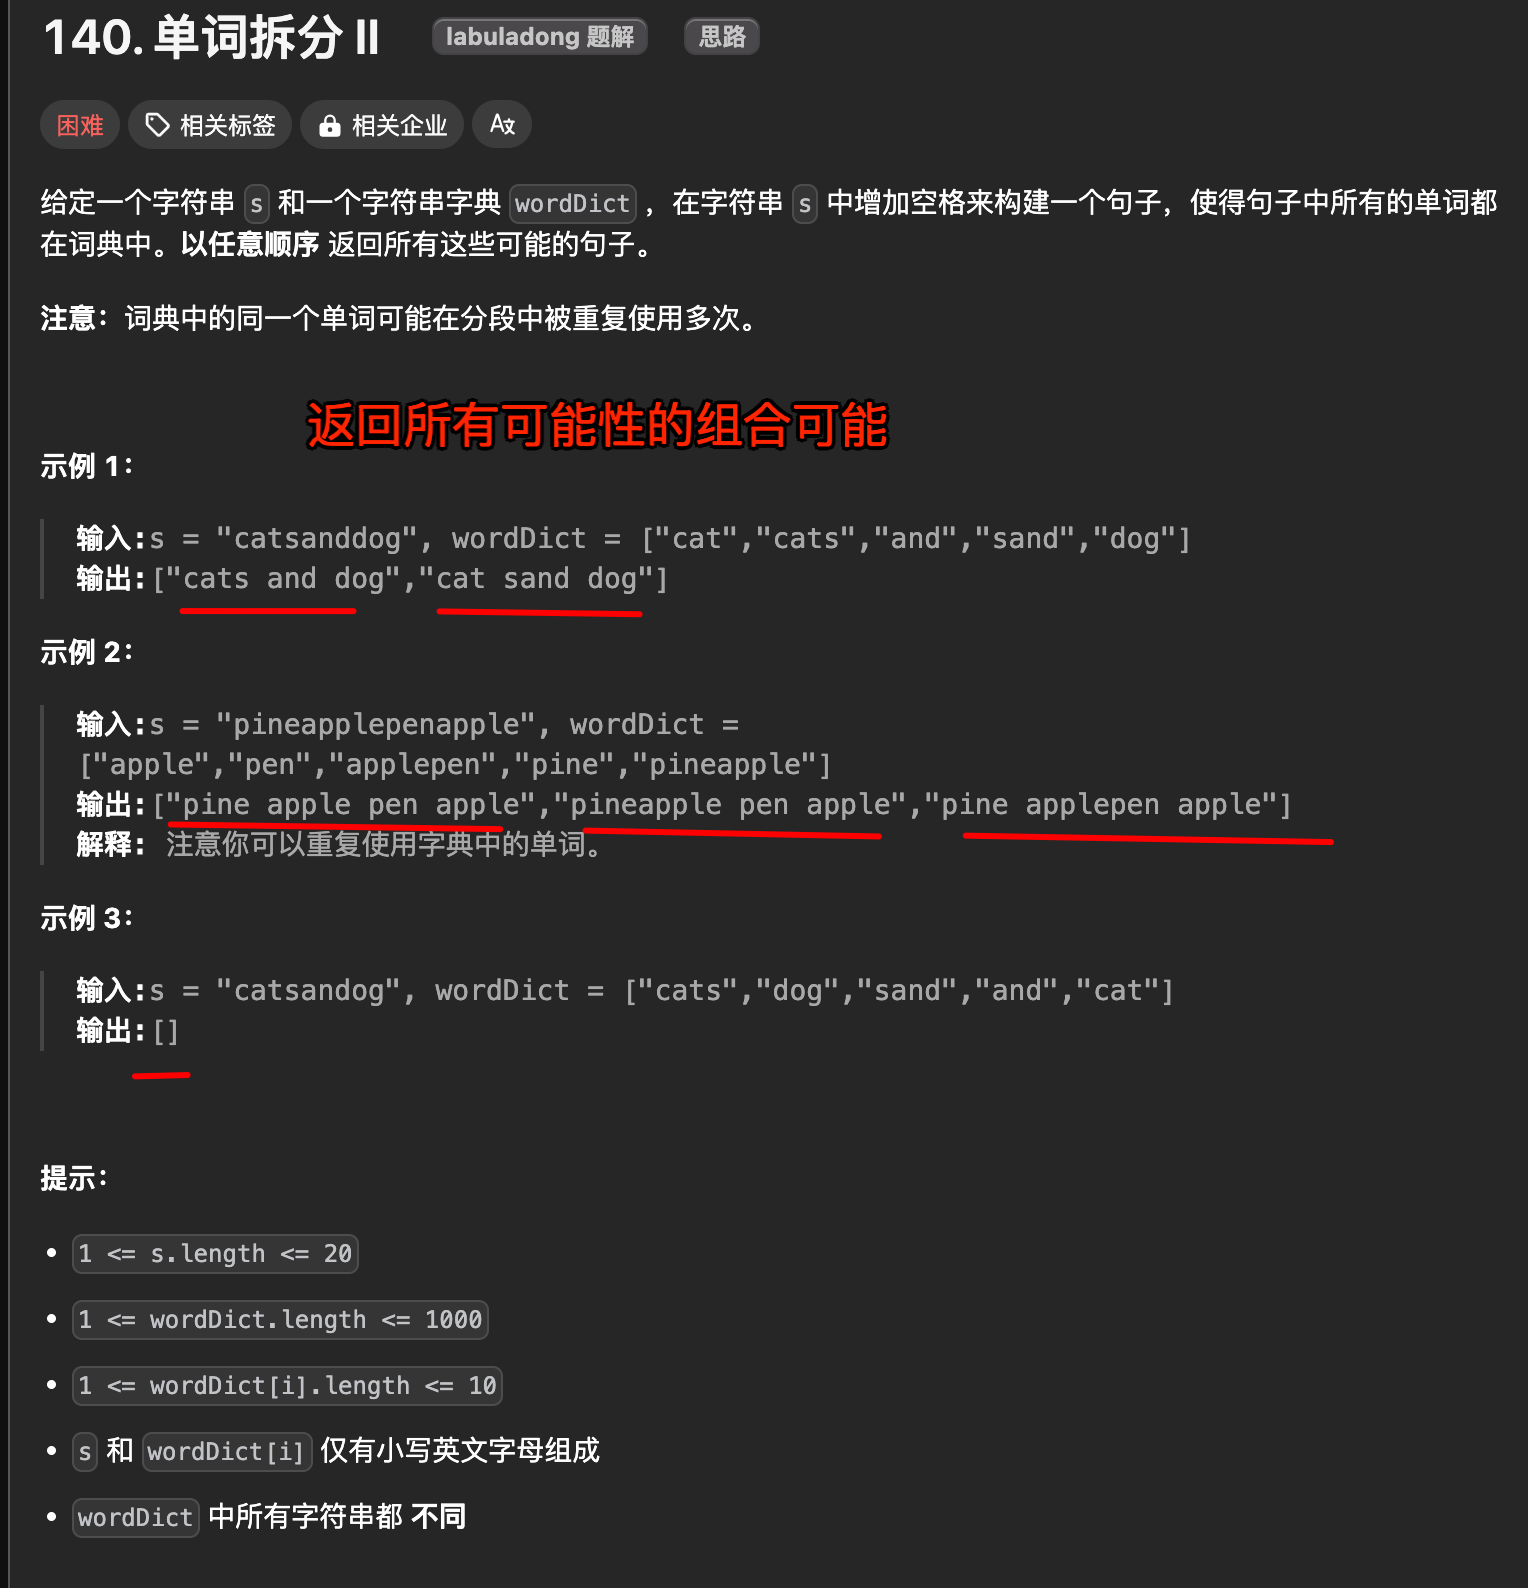 140. 单词拆分 II
labuladong 题解
思路
困难
相关标签
相关企业
给定一个字符串 s 和一个字符串字典 wordDict ，在字符串 s 中增加空格来构建一个句子，使得句子中所有的单词都
在词典中。以任意顺序 返回所有这些可能的句子。
注意：词典中的同一个单词可能在分段中被重复使用多次。
返回所有可能性的组合可能
示例 1：
输入:s = "catsanddog", wordDict = ["cat","cats","and","sand","dog"]
输出:["cats and dog","cat sand dog"]
示例 2：
输入:s = "pineapplepenapple", wordDict =
["apple","pen","applepen","pine","pineapple"]
输出:["pine apple pen apple","pineapple pen apple","pine applepen apple"]
解释: 注意你可以重复使用字典中的单词。
示例 3：
输入:s = "catsandog", wordDict = ["cats","dog","sand","and","cat"]
输出:[]
提示：
• 1 <= s.length <= 20
• 1 <= wordDict.length <= 1000
• 1 <= wordDict[i].length <= 10
• s 和 wordDict[i] 仅有小写英文字母组成
• wordDict 中所有字符串都 不同